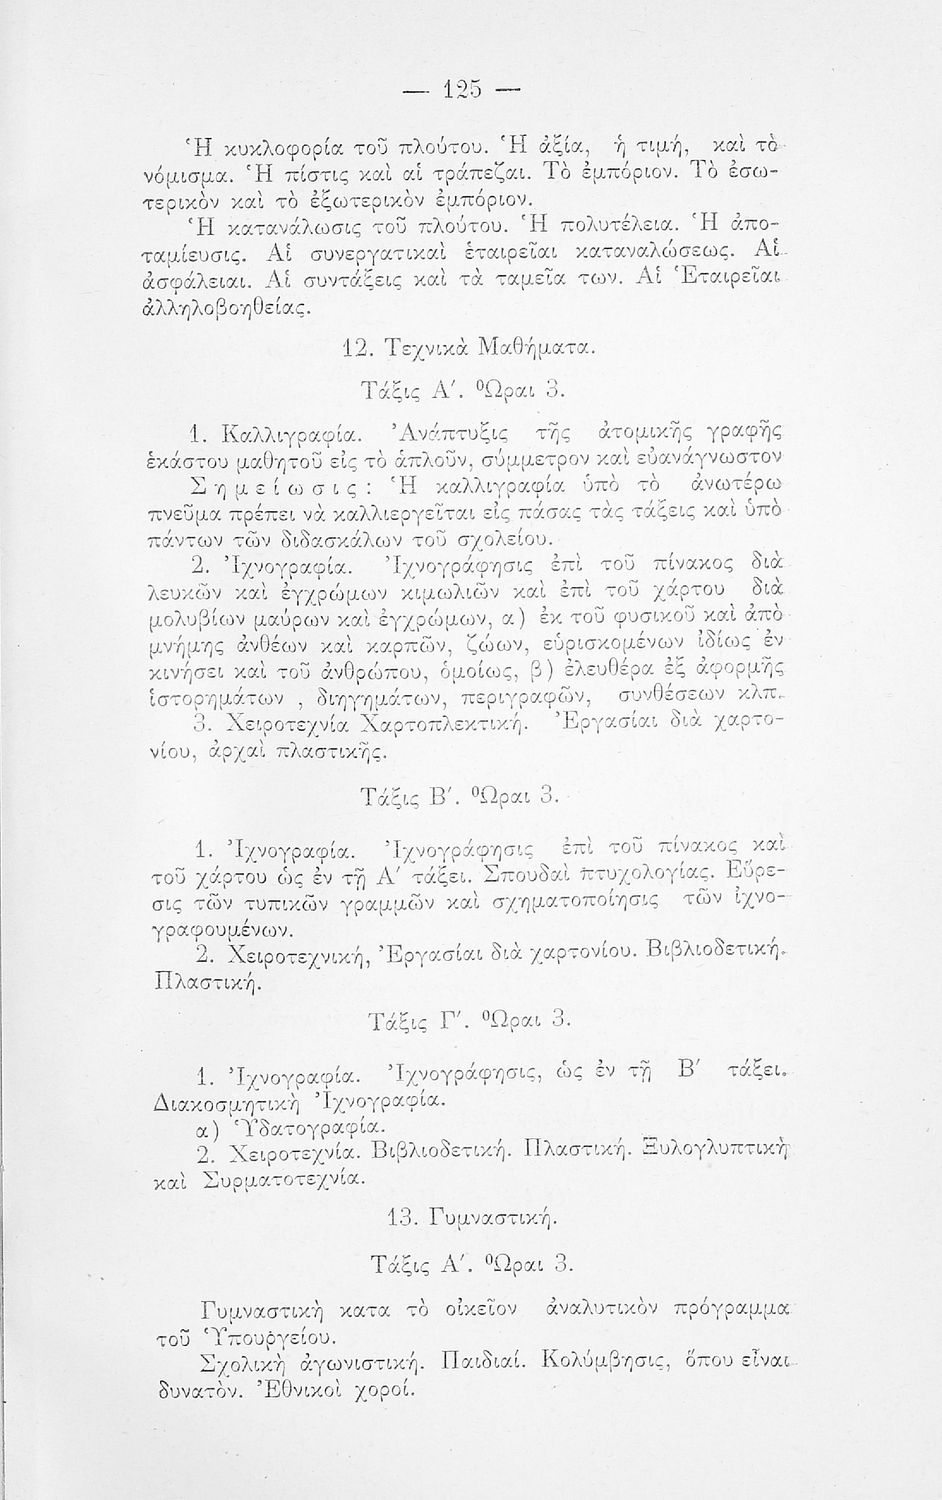 — 125 —
Ἡ κυκλοφορία τοῦ πλούτου. Ἡ ἀξία, ἡ τιμή, καὶ τὸ
νόμισμα. Ἡ πίστις καὶ αἱ τράπεζαι. Τὸ ἐμπόριον. Τὸ ἐσω-
τερικὸν καὶ τὸ ἐξωτερικὸν ἐμπόριον.
Ἡ κατανάλωσις τοῦ πλούτου. Ἡ πολυτέλεια. Ἡ ἀπο-
ταμίευσις. Αἱ συνεργατικαὶ ἑταιρεῖαι καταναλώσεως. Αἱ
ἀσφάλειαι. Αἱ συντάξεις καὶ τὰ ταμεῖα των. Αἱ Ἑταιρεῖαι
ἀλληλοβοηθείας.
12. Τεχνικὰ Μαθήματα.
Τάξις Α'. Ὧραι 3.
1. Καλλιγραφία. Ἀνάπτυξις τῆς ἀτομικῆς γραφῆς
ἑκάστου μαθητοῦ εἰς τὸ ἁπλοῦν, σύμμετρον καὶ εὐανάγνωστον
Σημείωσις: Ἡ καλλιγραφία ὑπὸ τὸ ἀνωτέρω
πνεῦμα πρέπει νὰ καλλιεργεῖται εἰς πάσας τὰς τάξεις καὶ ὑπὸ
πάντων τῶν διδασκάλων τοῦ σχολείου.
2. Ἰχνογραφία. Ἰχνογράφησις ἐπὶ τοῦ πίνακος διὰ
λευκῶν καὶ ἐγχρώμων κιμωλιῶν καὶ ἐπὶ τοῦ χάρτου διὰ
μολυβίων μαύρων καὶ ἐγχρώμων, α) ἐκ τοῦ φυσικοῦ καὶ ἀπὸ
μνήμης ἀνθέων καὶ καρπῶν, ζώων, εὑρισκομένων ἰδίως ἐν
κινήσει καὶ τοῦ ἀνθρώπου, ὁμοίως, β) ἐλευθέρα ἐξ ἀφορμῆς
ἱστορημάτων , διηγημάτων, περιγραφῶν, συνθέσεων κλπ.
3. Χειροτεχνία Χαρτοπλεκτική. Ἐργασίαι διὰ χαρτο-
νίου, ἀρχαὶ πλαστικῆς.
Τάξις Β'. Ὧραι 3.
1. Ἰχνογραφία. Ἰχνογράφησις ἐπὶ τοῦ πίνακος καὶ
τοῦ χάρτου ὡς ἐν τῇ Α' τάξει. Σπουδαὶ πτυχολογίας. Εὕρε-
σις τῶν τυπικῶν γραμμῶν καὶ σχηματοποίησις τῶν ἰχνο-
γραφουμένων.
2. Χειροτεχνική, Ἐργασίαι διὰ χαρτονίου. Βιβλιοδετική.
Πλαστική.
Τάξις Γ'. Ὧραι 3.
1. Ἰχνογραφία. Ἰχνογράφησις, ὡς ἐν τῇ Β' τάξει.
Διακοσμητικὴ Ἰχνογραφία.
α) Ὑδατογραφία.
2. Χειροτεχνία. Βιβλιοδετική. Πλαστική. Ξυλογλυπτικὴ
καὶ Συρματοτεχνία.
13. Γυμναστική.
Τάξις Α'. Ὧραι 3.
Γυμναστικὴ κατα τὸ οἰκεῖον ἀναλυτικὸν πρόγραμμα
τοῦ Ὑπουργείου.
Σχολικὴ ἀγωνιστική. Παιδιαί. Κολύμβησις, ὅπου εἶναι
δυνατὸν. Ἐθνικοὶ χοροί.